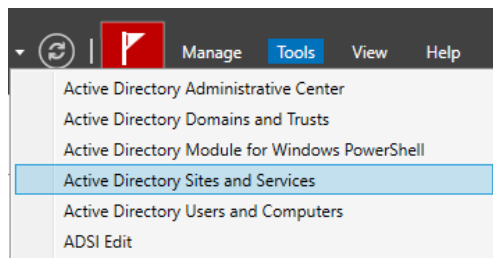 Manage Tools View Help
Active Directory Administrative Center
Active Directory Domains and Trusts
Active Directory Module for Windows PowerShell
Active Directory Sites and Services
Active Directory Users and Computers
ADSI Edit